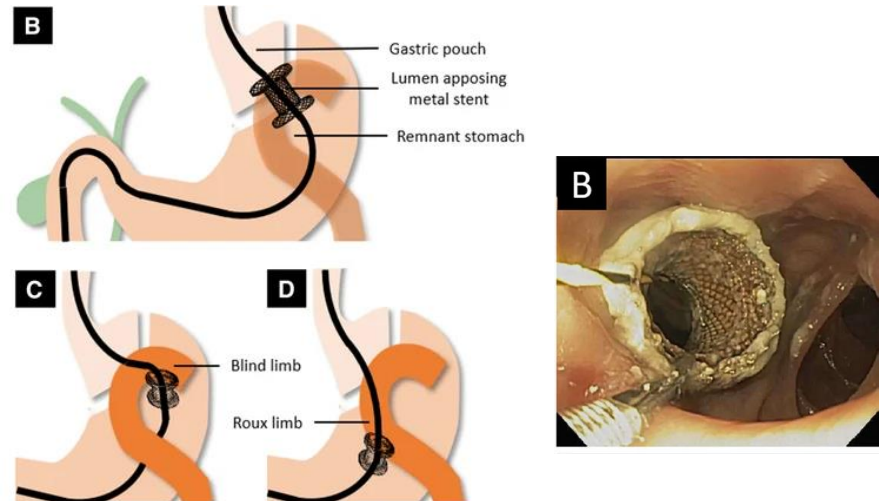 B
Gastric pouch
Lumen apposing
metal stent
Remnant stomach
B
C
D
Blind limb
Roux limb